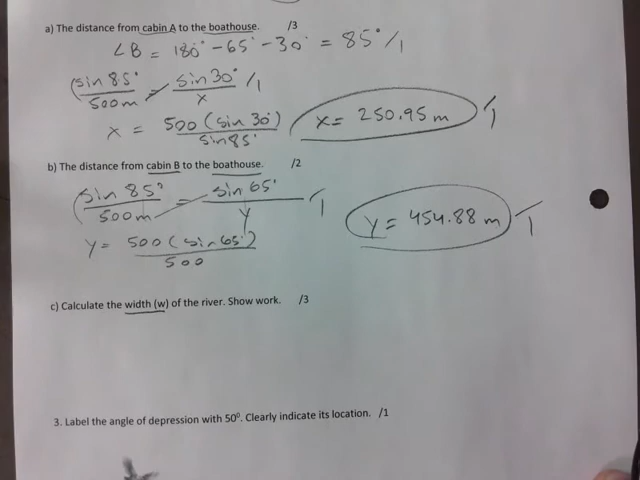 a) The distance from cabin A to the boathouse. /3
∠B = 180° - 65° - 30° = 85° /1
sin 85° / 500m = sin 30° / x /1
x = 500 (sin 30°) / sin 85° x = 250.95 m /1
b) The distance from cabin B to the boathouse. /2
sin 85° / 500m = sin 65° / y /1
y = 500 (sin 65°) / 500 y = 454.88 m /1
c) Calculate the width (w) of the river. Show work. /3
3. Label the angle of depression with 50⁰. Clearly indicate its location. /1